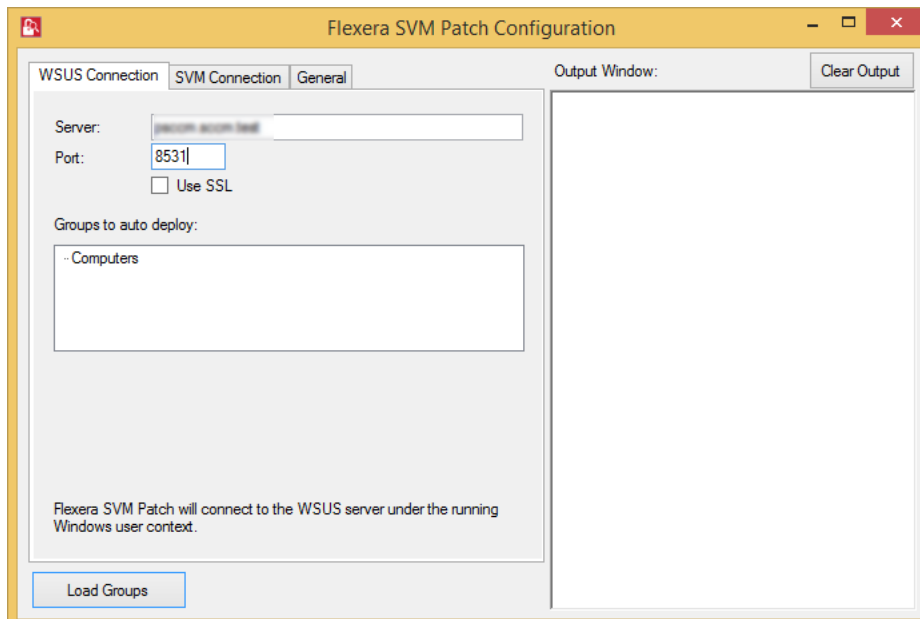 Flexera SVM Patch Configuration
WSUS Connection
SVM Connection
General
Output Window:
Clear Output
Server:
Port:
8531
Use SSL
Groups to auto deploy:
Computers
Flexera SVM Patch will connect to the WSUS server under the running
Windows user context.
Load Groups